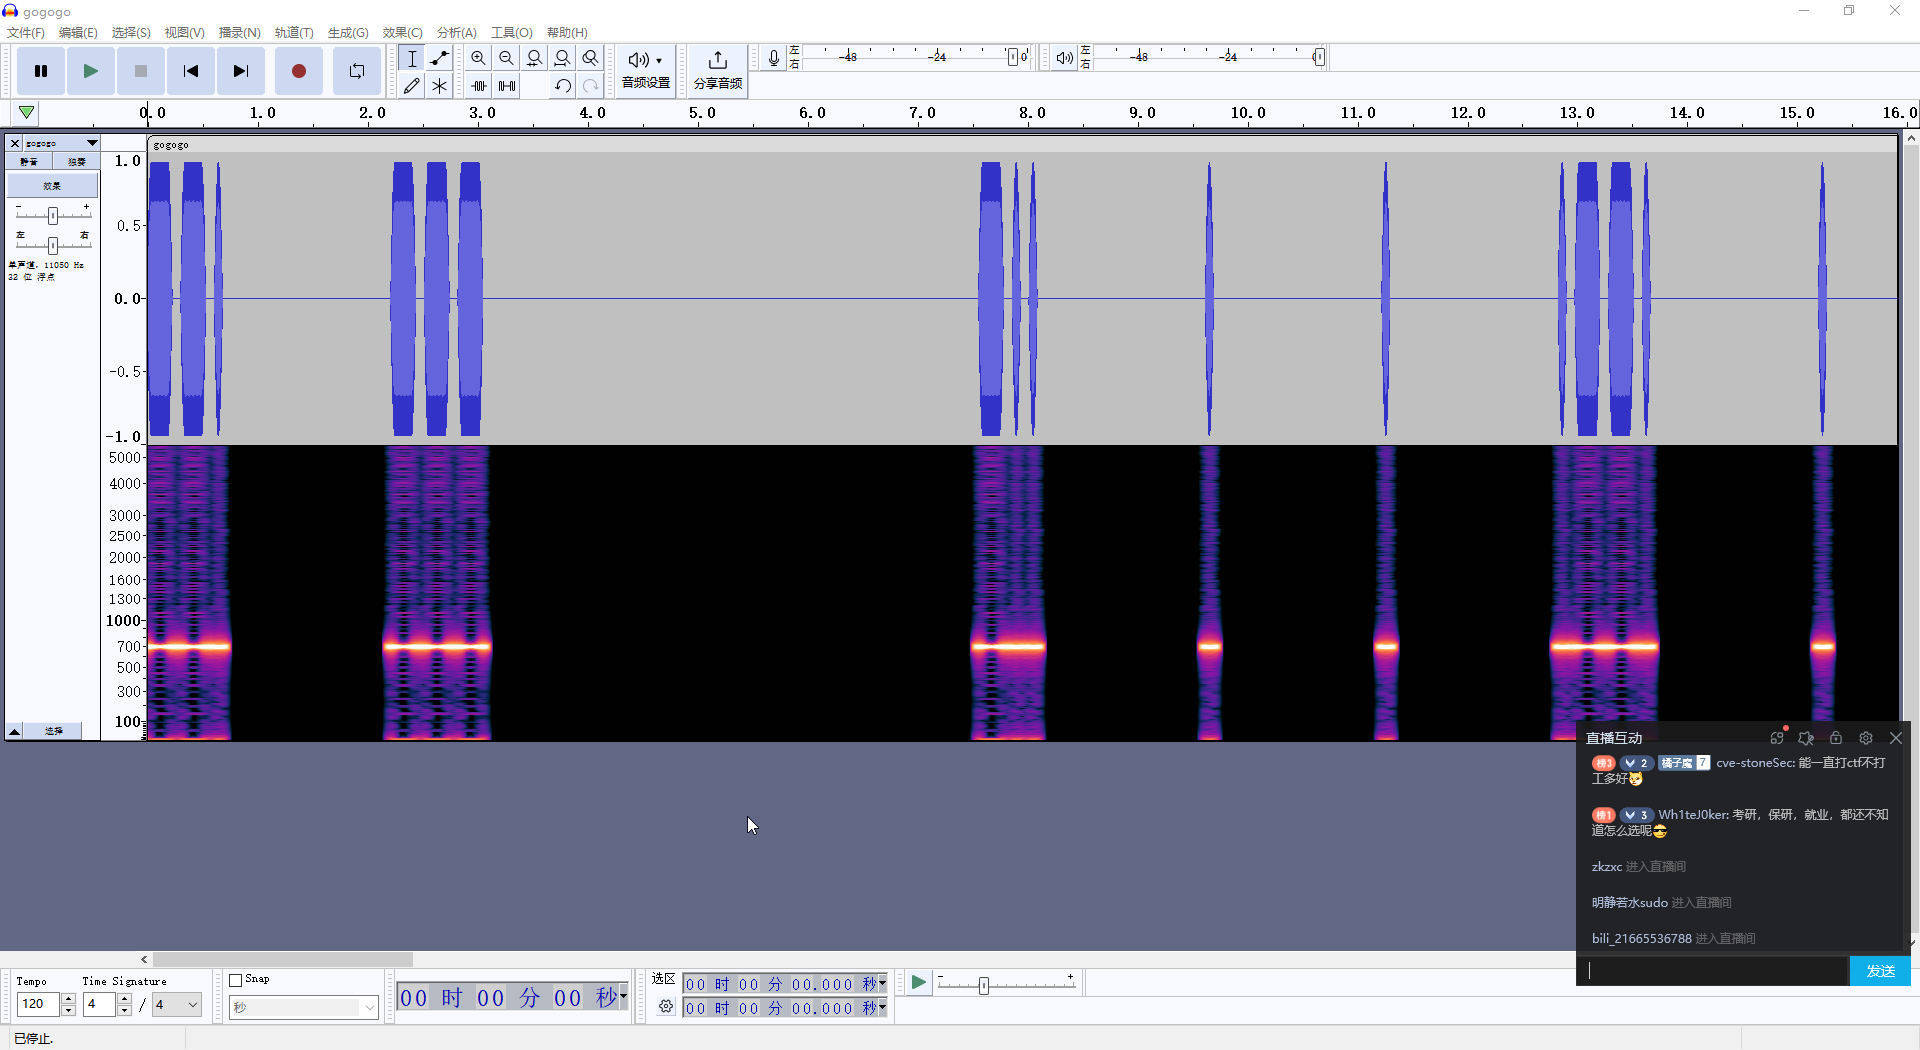 gogogo
文件(F) 编辑(E) 选择(S) 视图(V) 播录(N) 轨道(T) 生成(G) 效果(C) 分析(A) 工具(O) 帮助(H)
音频设置
分享音频
左
右
-48 -24 0
左
右
-48 -24 0
0.0 1.0 2.0 3.0 4.0 5.0 6.0 7.0 8.0 9.0 10.0 11.0 12.0 13.0 14.0 15.0 16.0
gogogo
静音 独奏
效果
- +
左 右
单声道, 11050 Hz
32 位 浮点
选择
gogogo
1.0
0.5
0.0
-0.5
-1.0
5000
4000
3000
2500
2000
1600
1300
1000
700
500
300
100
直播互动
榜3 2 橘子魔 7 cve-stoneSec: 能一直打ctf不打
工多好
榜1 3 Wh1teJ0ker: 考研，保研，就业，都还不知
道怎么选呢
zkzxc 进入直播间
明静若水sudo 进入直播间
bili_21665536788 进入直播间
发送
Tempo
120
Time Signature
4 / 4
Snap
秒
00 时 00 分 00 秒
选区
00 时 00 分 00.000 秒
00 时 00 分 00.000 秒
- +
已停止.